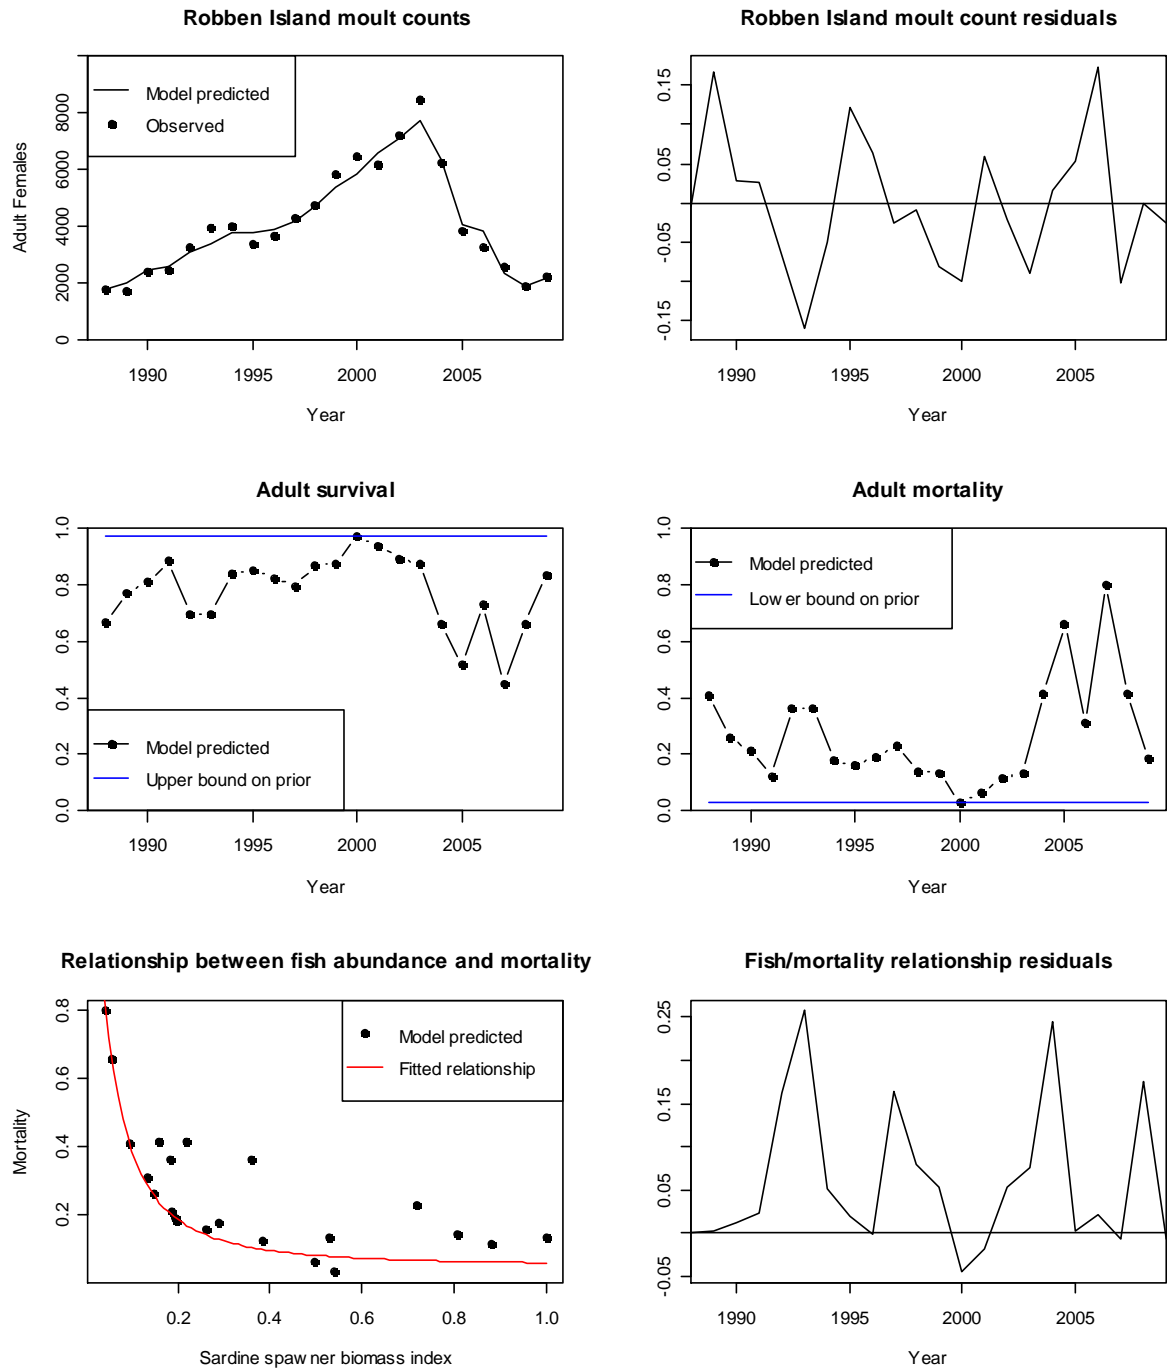 Robben Island moult counts
Adult Females
0 2000 4000 6000 8000
Model predicted
Observed
1990 1995 2000 2005
Year
Robben Island moult count residuals
-0.15 -0.05 0.05 0.15
1990 1995 2000 2005
Year
Adult survival
0.0 0.2 0.4 0.6 0.8 1.0
Model predicted
Upper bound on prior
1990 1995 2000 2005
Year
Adult mortality
0.0 0.2 0.4 0.6 0.8 1.0
Model predicted
Lower bound on prior
1990 1995 2000 2005
Year
Relationship between fish abundance and mortality
Mortality
0.2 0.4 0.6 0.8
Model predicted
Fitted relationship
0.2 0.4 0.6 0.8 1.0
Sardine spawner biomass index
Fish/mortality relationship residuals
-0.05 0.05 0.15 0.25
1990 1995 2000 2005
Year